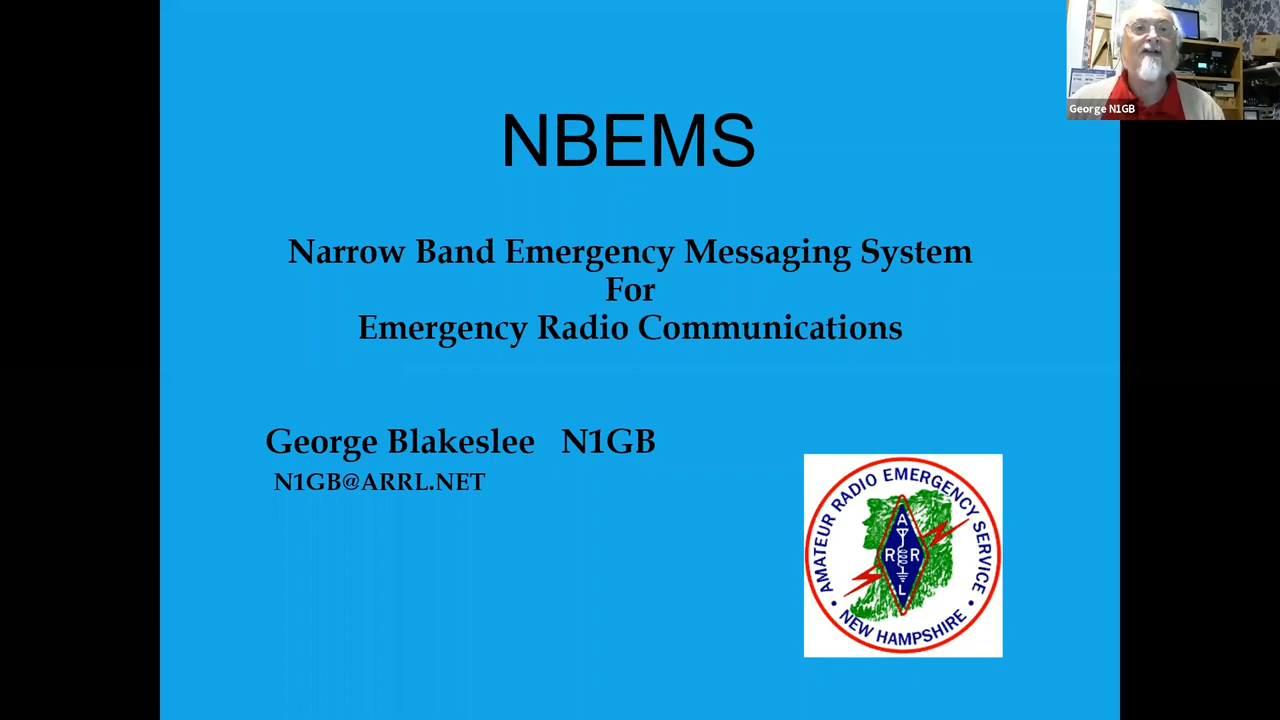 NBEMS
George N1GB
Narrow Band Emergency Messaging System
For
Emergency Radio Communications
George Blakeslee N1GB
N1GB@ARRL.NET
AMATEUR RADIO EMERGENCY SERVICE
A
R R
L
• NEW HAMPSHIRE •